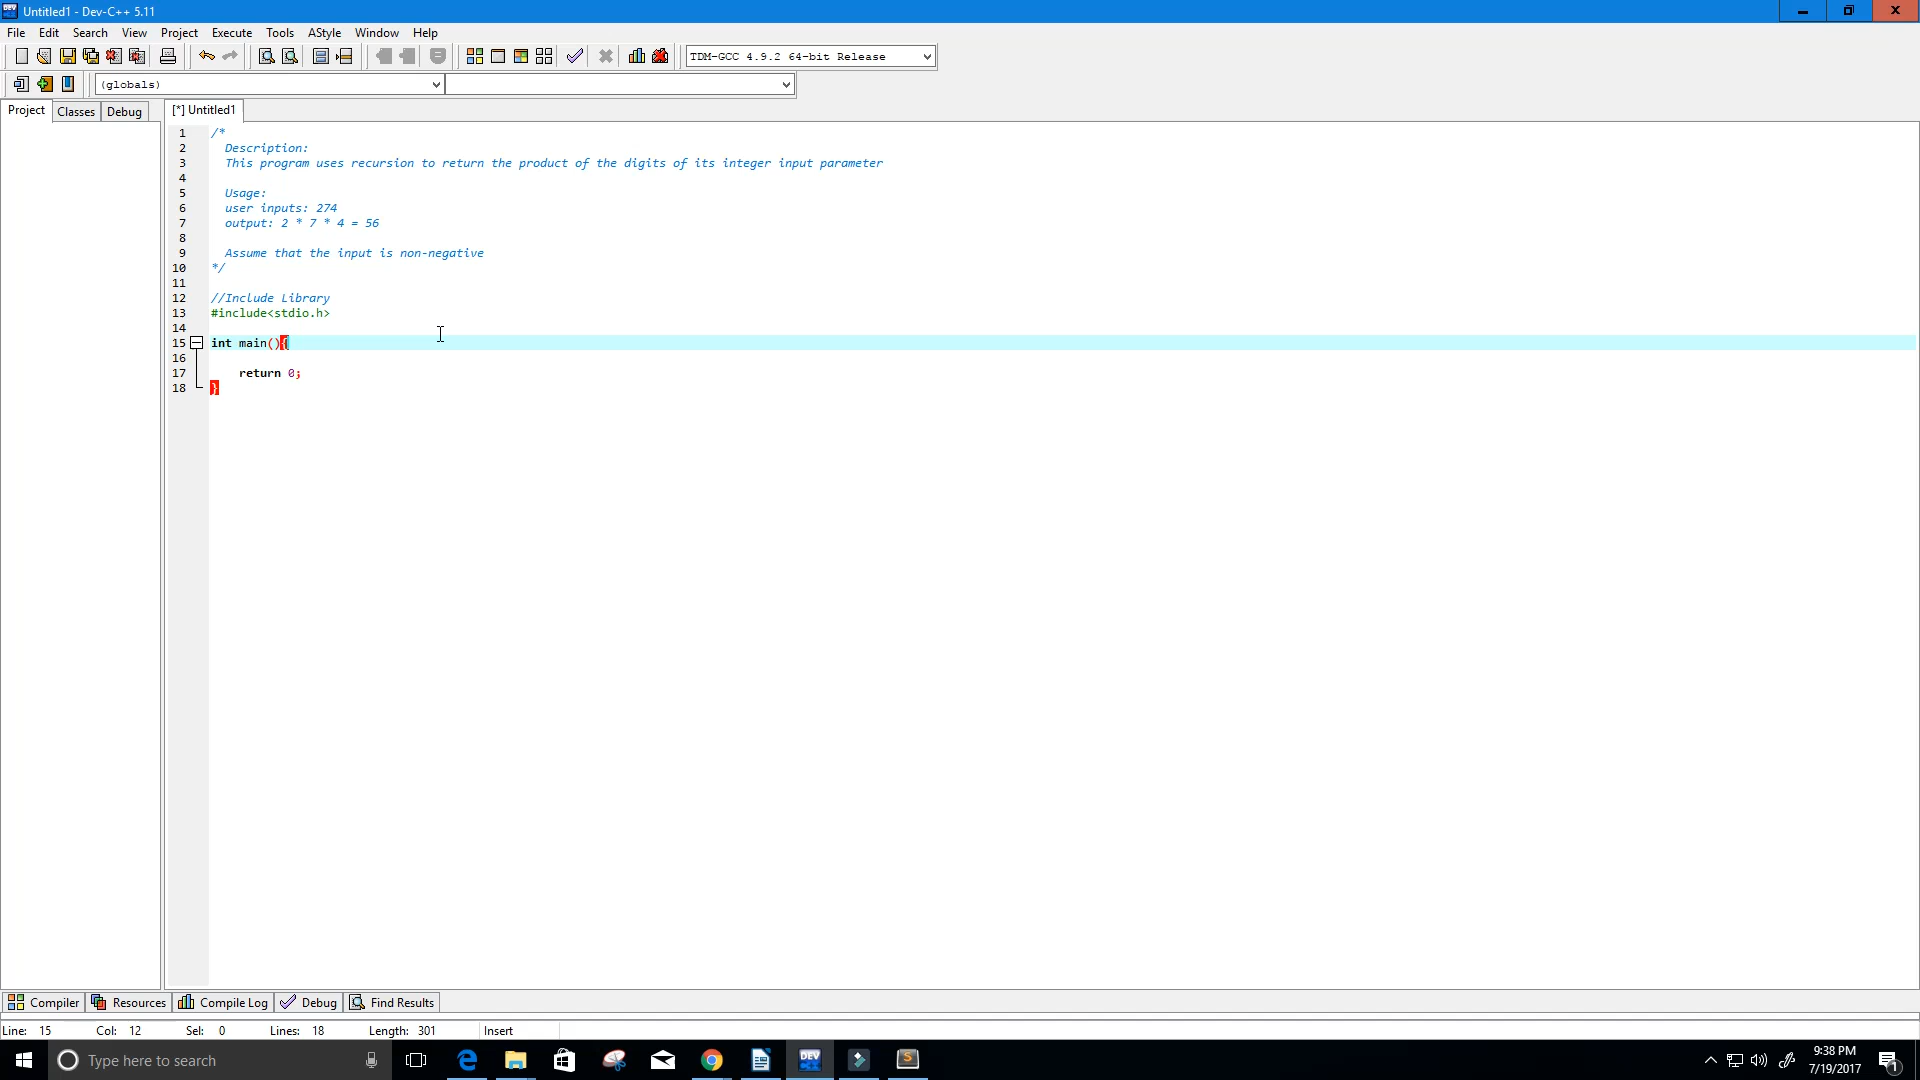 Untitled1 - Dev-C++ 5.11
File Edit Search View Project Execute Tools AStyle Window Help
TDM-GCC 4.9.2 64-bit Release
(globals)
Project Classes Debug [*] Untitled1
1 /*
2 Description:
3 This program uses recursion to return the product of the digits of its integer input parameter
4
5 Usage:
6 user inputs: 274
7 output: 2 * 7 * 4 = 56
8
9 Assume that the input is non-negative
10 */
11
12 //Include Library
13 #include<stdio.h>
14
15 int main(){
16
17 return 0;
18 }
Compiler Resources Compile Log Debug Find Results
Line: 15 Col: 12 Sel: 0 Lines: 18 Length: 301 Insert
Type here to search
DEV
S
9:38 PM
7/19/2017
1